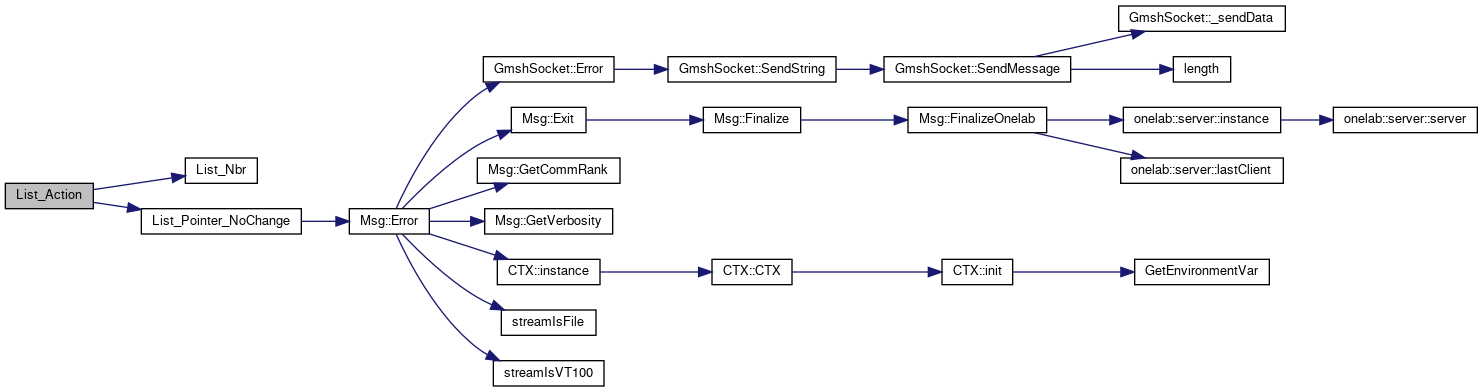 GmshSocket::_sendData
GmshSocket::Error
GmshSocket::SendString
GmshSocket::SendMessage
length
Msg::Exit
Msg::Finalize
Msg::FinalizeOnelab
onelab::server::instance
onelab::server::server
List_Nbr
Msg::GetCommRank
onelab::server::lastClient
List_Action
List_Pointer_NoChange
Msg::Error
Msg::GetVerbosity
CTX::instance
CTX::CTX
CTX::init
GetEnvironmentVar
streamIsFile
streamIsVT100